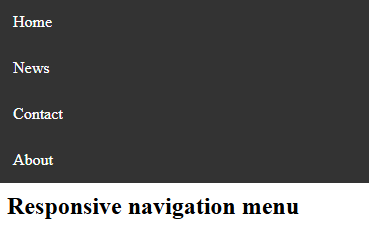 Home
News
Contact
About
Responsive navigation menu